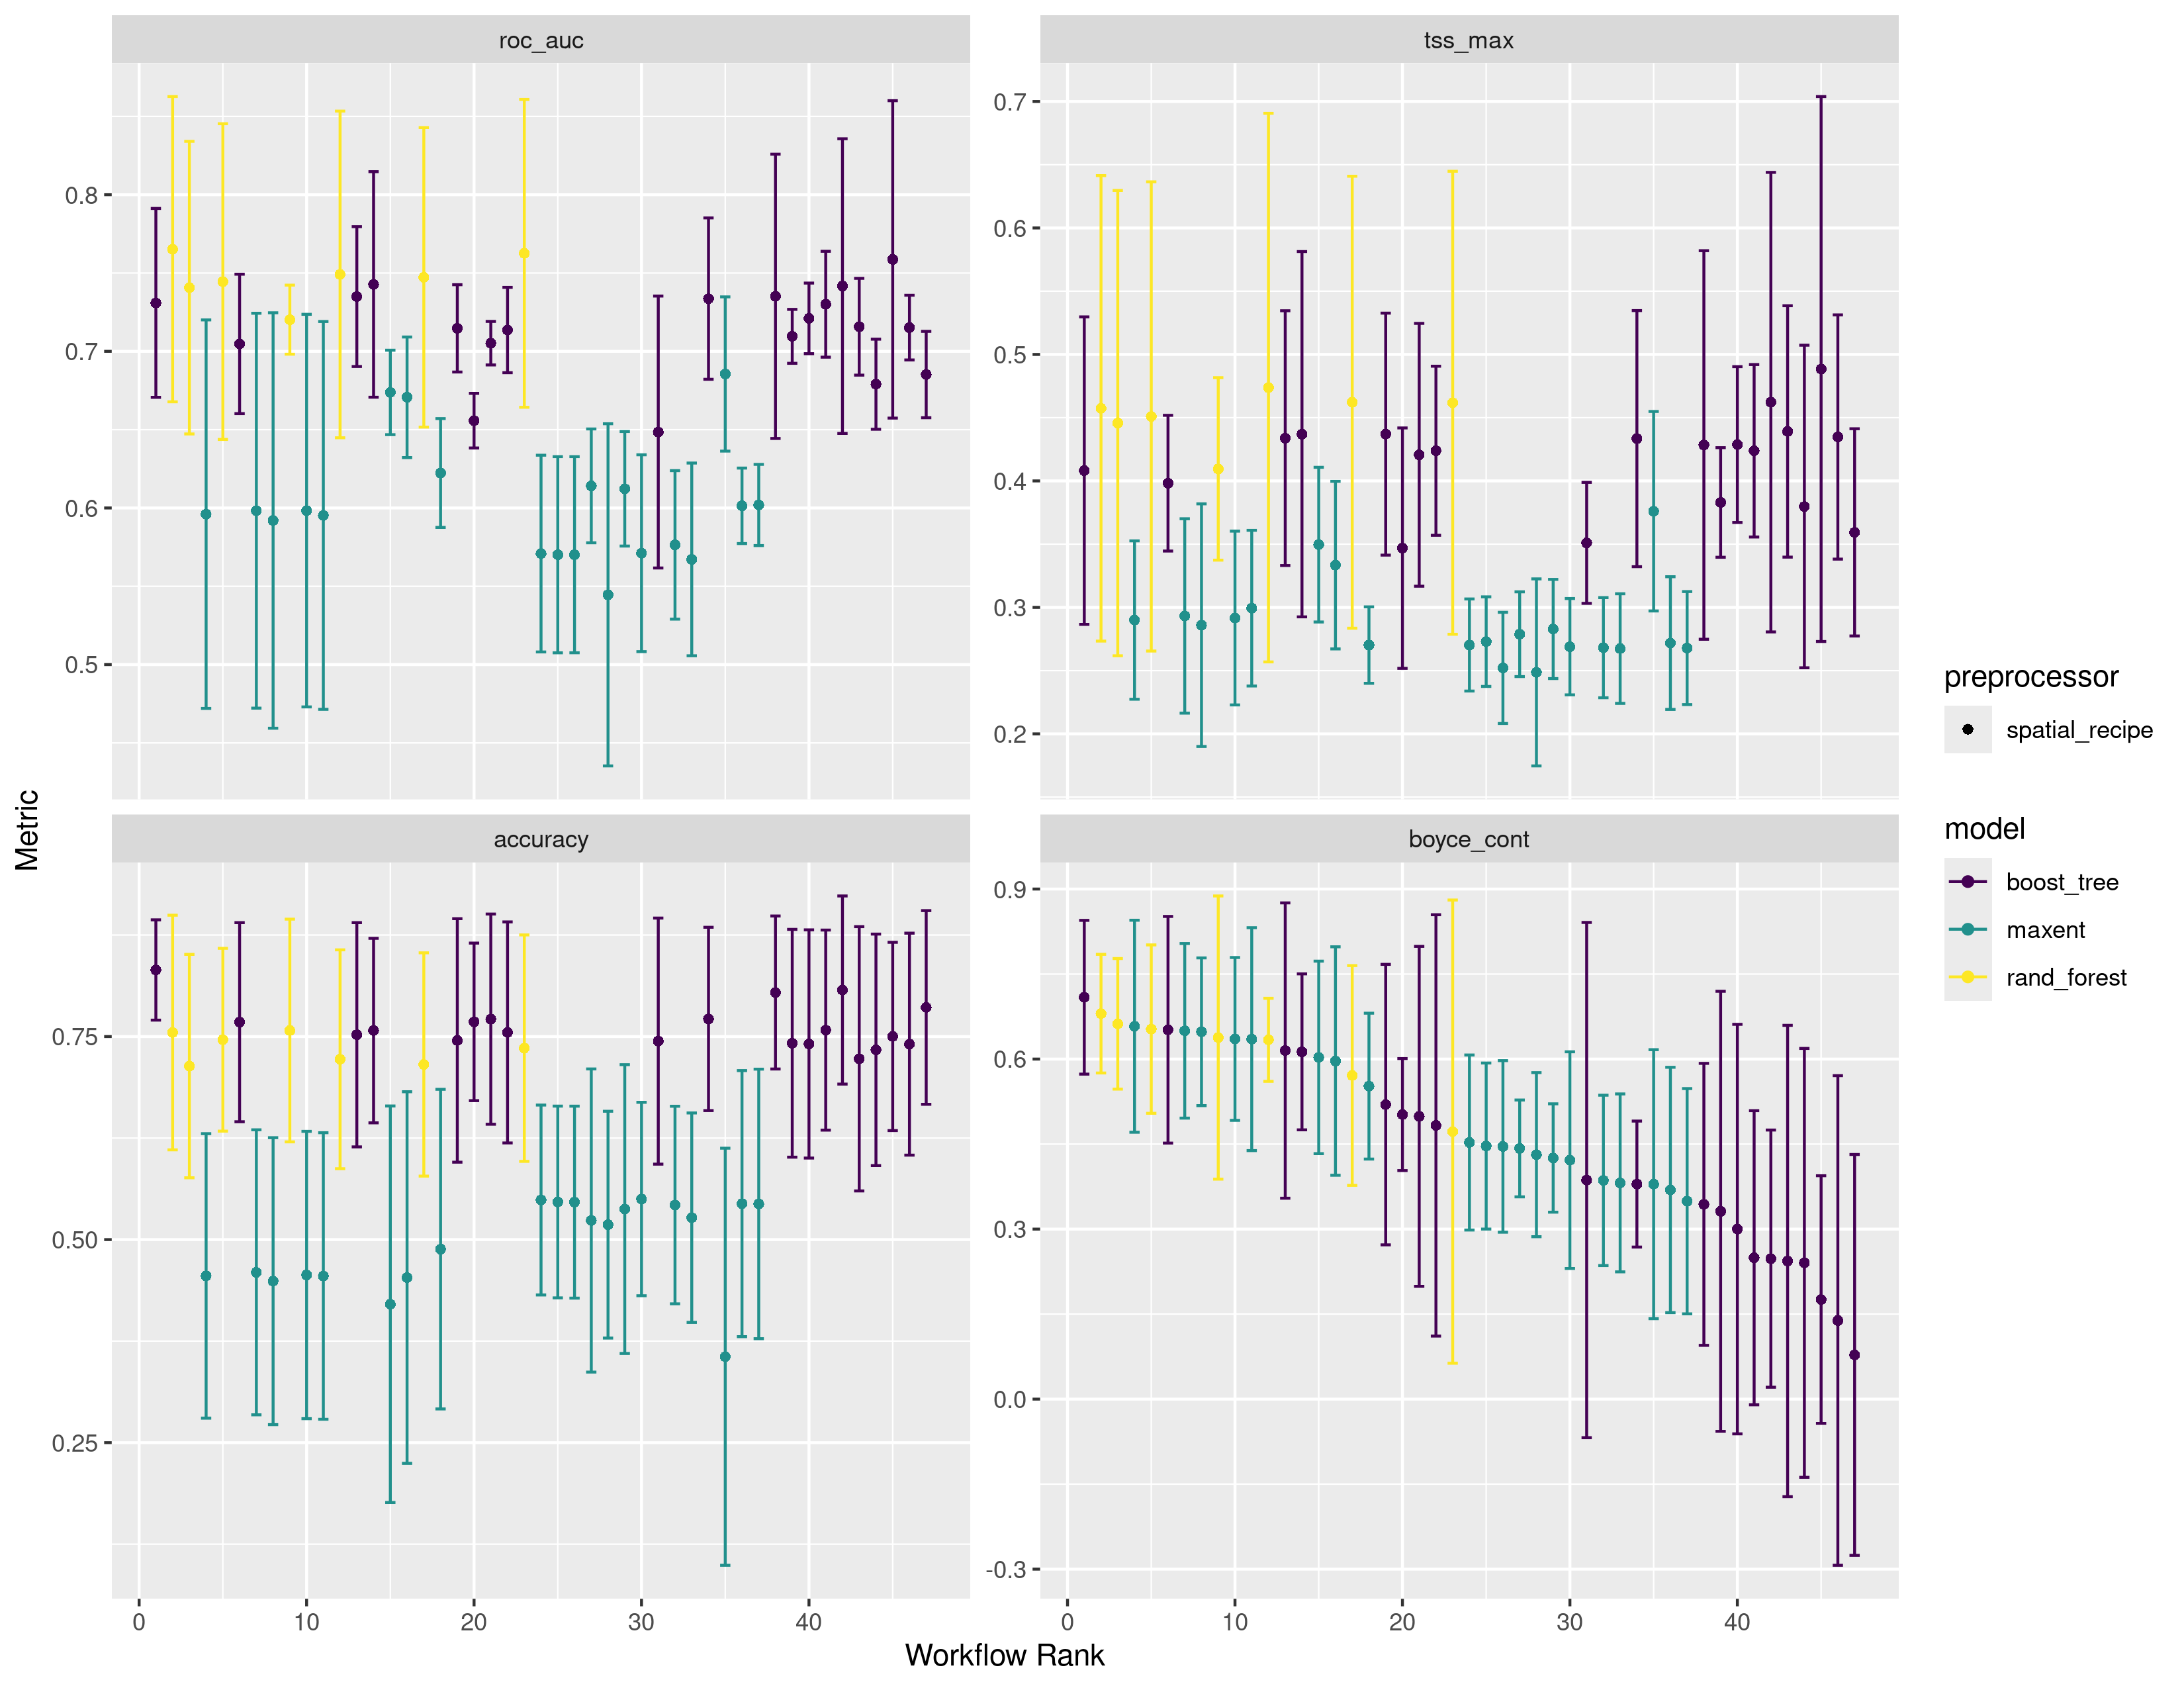 roc_auc
tss_max
0.8
0.7
0.6
0.5
0.7
0.6
0.5
0.4
0.3
0.2
accuracy
boyce_cont
0.75
0.50
0.25
0.9
0.6
0.3
0.0
-0.3
0 10 20 30 40
0 10 20 30 40
Workflow Rank
Metric
preprocessor
spatial_recipe
model
boost_tree
maxent
rand_forest